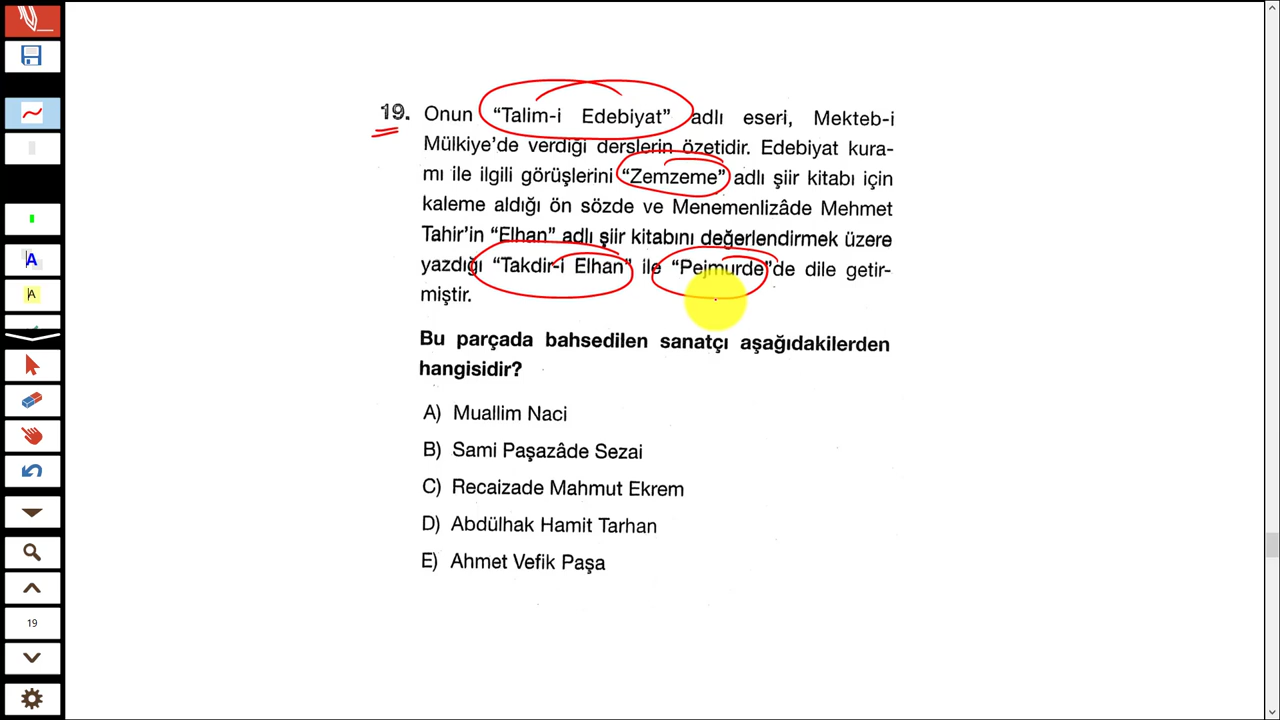 19. Onun “Talim-i Edebiyat” adlı eseri, Mekteb-i
Mülkiye’de verdiği derslerin özetidir. Edebiyat kura-
mı ile ilgili görüşlerini “Zemzeme” adlı şiir kitabı için
kaleme aldığı ön sözde ve Menemenlizâde Mehmet
Tahir’in “Elhan” adlı şiir kitabını değerlendirmek üzere
yazdığı “Takdir-i Elhan” ile “Pejmurde”de dile getir-
miştir.
Bu parçada bahsedilen sanatçı aşağıdakilerden
hangisidir?
A) Muallim Naci
B) Sami Paşazâde Sezai
C) Recaizade Mahmut Ekrem
D) Abdülhak Hamit Tarhan
E) Ahmet Vefik Paşa
A
A
19